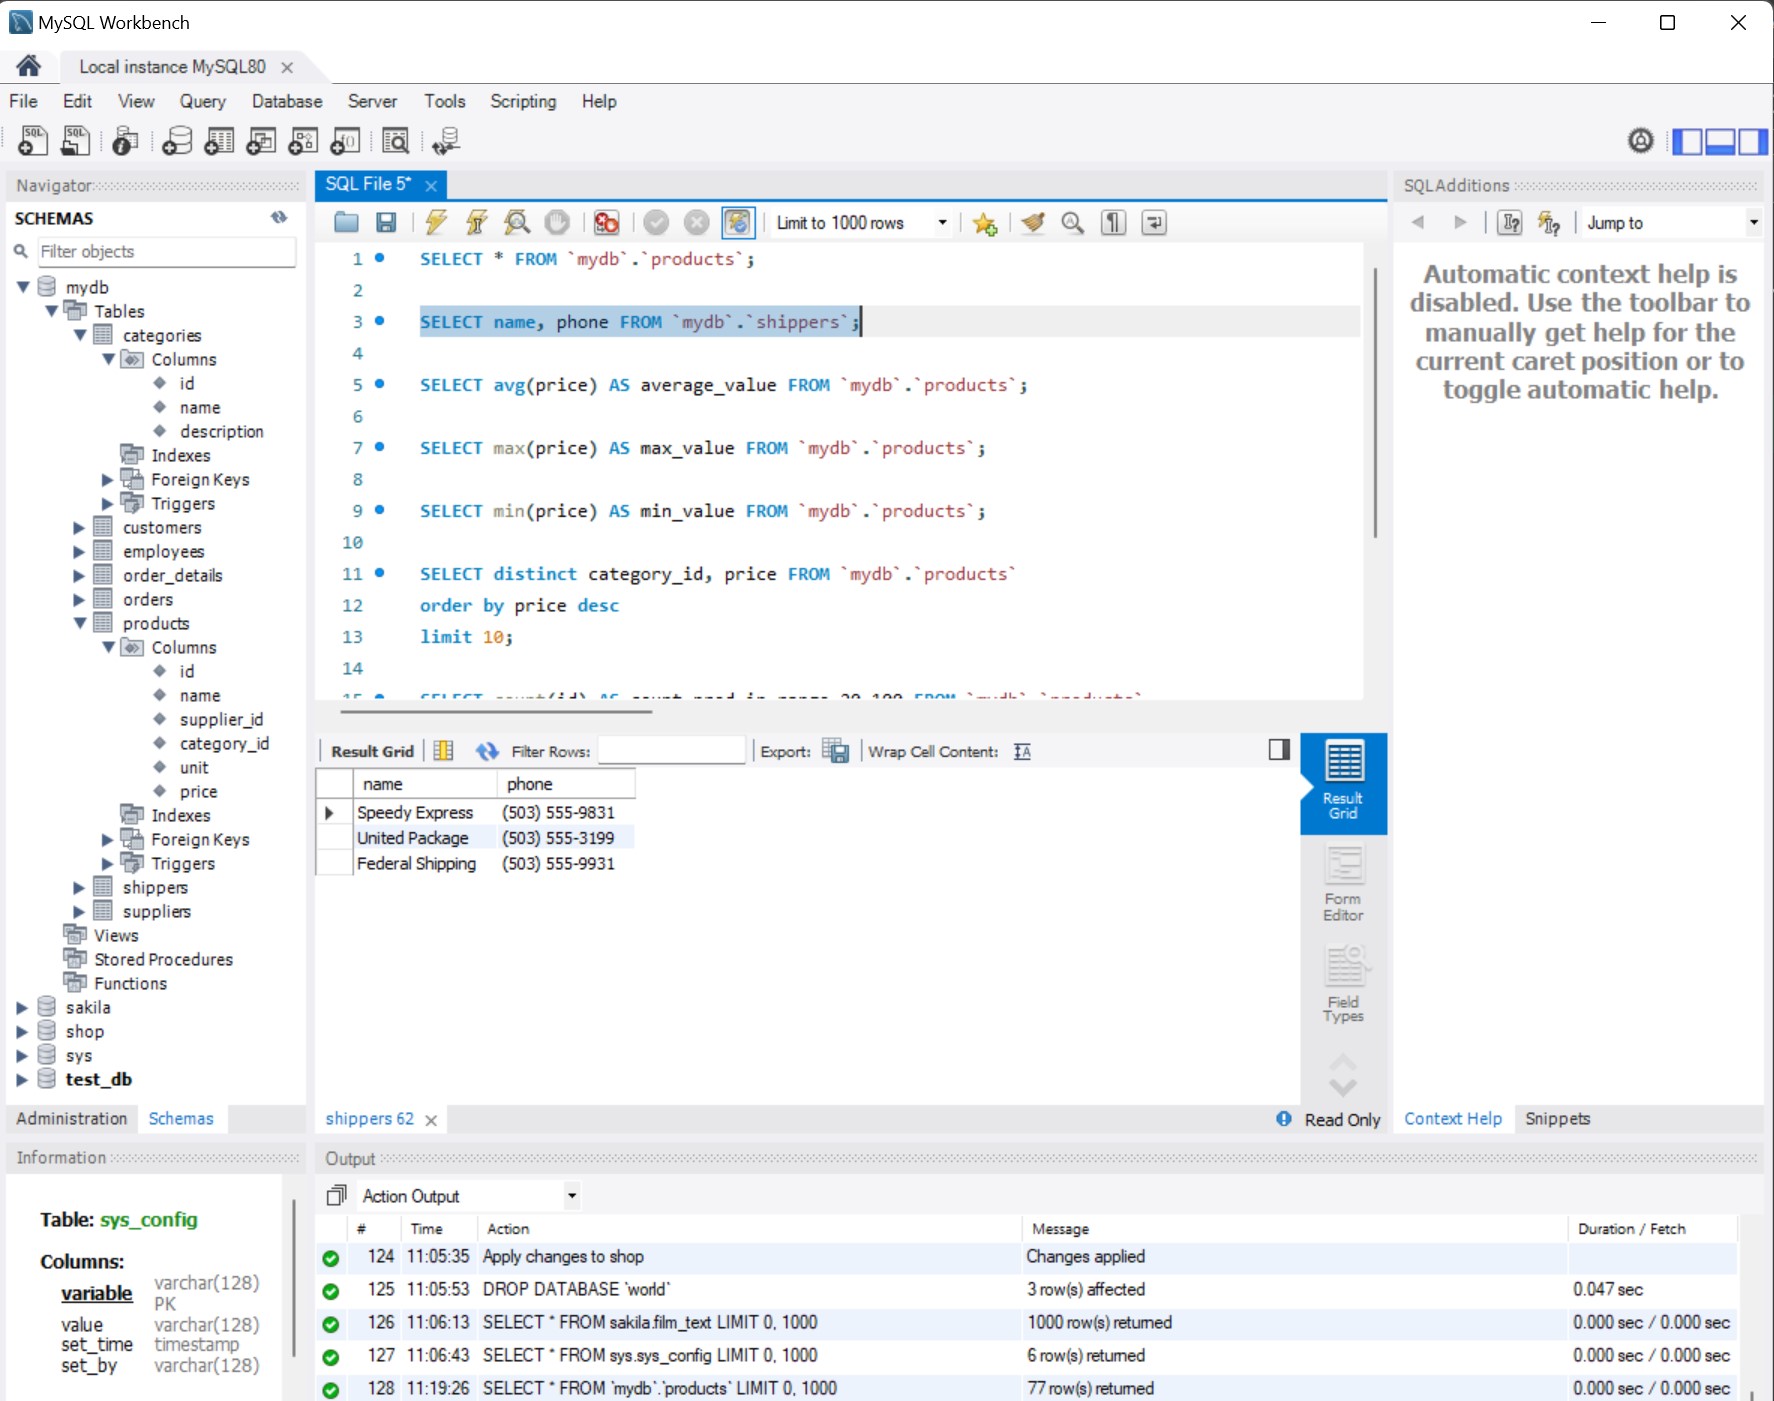 MySQL Workbench
Local instance MySQL80
File Edit View Query Database Server Tools Scripting Help
Navigator
SCHEMAS
Filter objects
mydb
Tables
categories
Columns
id
name
description
Indexes
Foreign Keys
Triggers
customers
employees
order_details
orders
products
Columns
id
name
supplier_id
category_id
unit
price
Indexes
Foreign Keys
Triggers
shippers
suppliers
Views
Stored Procedures
Functions
sakila
shop
sys
test_db
Administration Schemas
Information
Table: sys_config
Columns:
variable varchar(128) PK
value varchar(128)
set_time timestamp
set_by varchar(128)
SQL File 5*
Limit to 1000 rows
1 SELECT * FROM `mydb`.`products`;
2
3 SELECT name, phone FROM `mydb`.`shippers`;
4
5 SELECT avg(price) AS average_value FROM `mydb`.`products`;
6
7 SELECT max(price) AS max_value FROM `mydb`.`products`;
8
9 SELECT min(price) AS min_value FROM `mydb`.`products`;
10
11 SELECT distinct category_id, price FROM `mydb`.`products`
12 order by price desc
13 limit 10;
14
Result Grid Filter Rows: Export: Wrap Cell Content:
name phone
Speedy Express (503) 555-9831
United Package (503) 555-3199
Federal Shipping (503) 555-9931
Result Grid
Form Editor
Field Types
shippers 62
Read Only
SQLAdditions
Jump to
Automatic context help is
disabled. Use the toolbar to
manually get help for the
current caret position or to
toggle automatic help.
Context Help Snippets
Output
Action Output
# Time Action Message Duration / Fetch
124 11:05:35 Apply changes to shop Changes applied
125 11:05:53 DROP DATABASE `world` 3 row(s) affected 0.047 sec
126 11:06:13 SELECT * FROM sakila.film_text LIMIT 0, 1000 1000 row(s) returned 0.000 sec / 0.000 sec
127 11:06:43 SELECT * FROM sys.sys_config LIMIT 0, 1000 6 row(s) returned 0.000 sec / 0.000 sec
128 11:19:26 SELECT * FROM `mydb`.`products` LIMIT 0, 1000 77 row(s) returned 0.000 sec / 0.000 sec